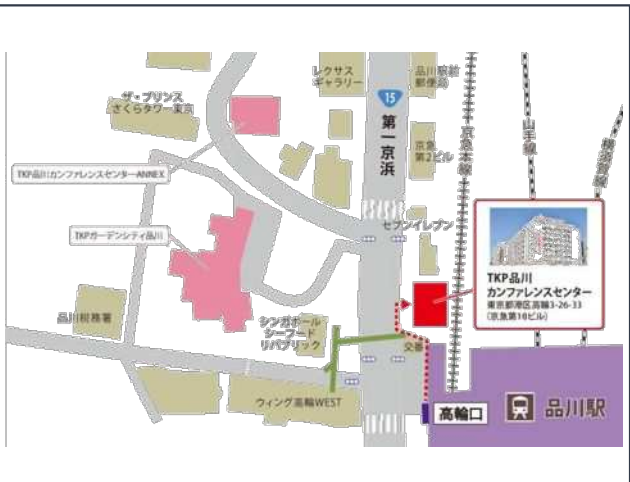 レクサス
ギャラリー
品川駅前
郵便局
ザ・プリンス
さくらタワー東京
15
第一京浜
京急本線
山手線
横須賀線
京急
第2ビル
TKP品川カンファレンスセンターANNEX
TKPガーデンシティ品川
セブンイレブン
TKP品川
カンファレンスセンター
東京都港区高輪3-26-33
(京急第10ビル)
品川税務署
シンガポール
シーフード
リパブリック
交番
ウィング高輪WEST
高輪口
品川駅